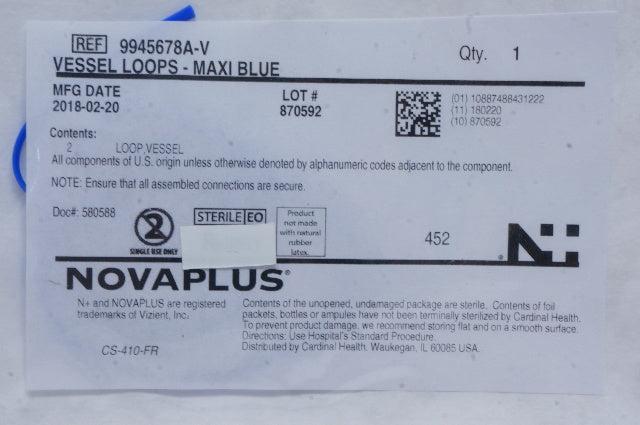 REF 9945678A-V
Qty. 1
VESSEL LOOPS - MAXI BLUE
MFG DATE
2018-02-20
LOT #
870592
(01) 10887488431222
(11) 180220
(10) 870592
Contents:
2 LOOP,VESSEL
All components of U.S. origin unless otherwise denoted by alphanumeric codes adjacent to the component.
NOTE: Ensure that all assembled connections are secure.
Doc#: 580588
2
SINGLE USE ONLY
STERILE EO
Product
not made
with natural
rubber
latex.
452
N+
NOVAPLUS®
N+ and NOVAPLUS are registered
trademarks of Vizient, Inc.
CS-410-FR
Contents of the unopened, undamaged package are sterile. Contents of foil
packets, bottles or ampules have not been terminally sterilized by Cardinal Health.
To prevent product damage, we recommend storing flat and on a smooth surface.
Directions: Use Hospital's Standard Procedure.
Distributed by Cardinal Health, Waukegan, IL 60085 USA.